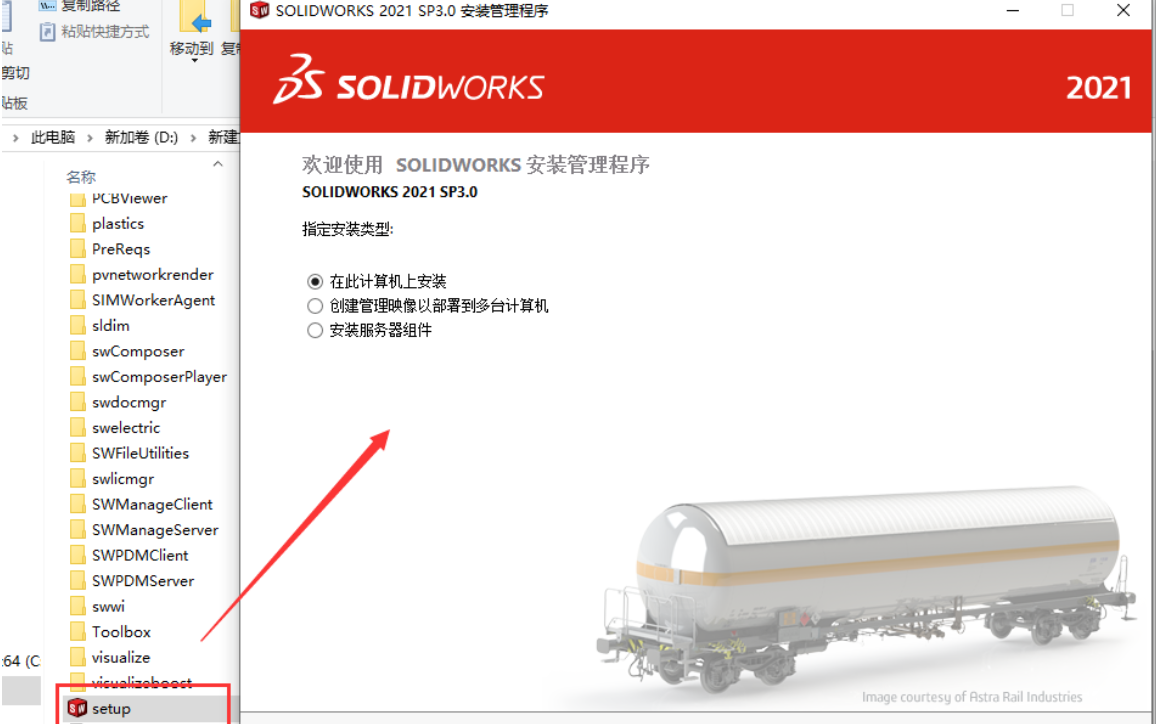 复制路径
粘贴快捷方式
贴
剪切
贴板
移动到 复制
此电脑 › 新加卷 (D:) › 新建
名称
PCBViewer
plastics
PreReqs
pvnetworkrender
SIMWorkerAgent
sldim
swComposer
swComposerPlayer
swdocmgr
swelectric
SWFileUtilities
swlicmgr
SWManageClient
SWManageServer
SWPDMClient
SWPDMServer
swwi
Toolbox
visualize
visualizeboost
setup
:64 (C
SOLIDWORKS 2021 SP3.0 安装管理程序
SOLIDWORKS
2021
欢迎使用 SOLIDWORKS 安装管理程序
SOLIDWORKS 2021 SP3.0
指定安装类型:
在此计算机上安装
创建管理映像以部署到多台计算机
安装服务器组件
Image courtesy of Astra Rail Industries